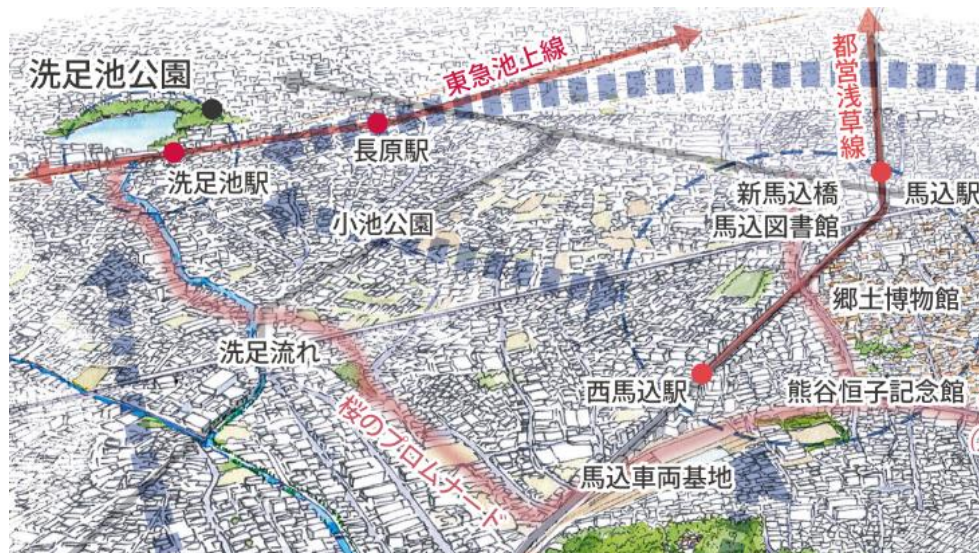 洗足池公園
東急池上線
都営浅草線
長原駅
洗足池駅
小池公園
新馬込橋
馬込駅
馬込図書館
郷土博物館
洗足流れ
西馬込駅
熊谷恒子記念館
桜のプロムナード
馬込車両基地